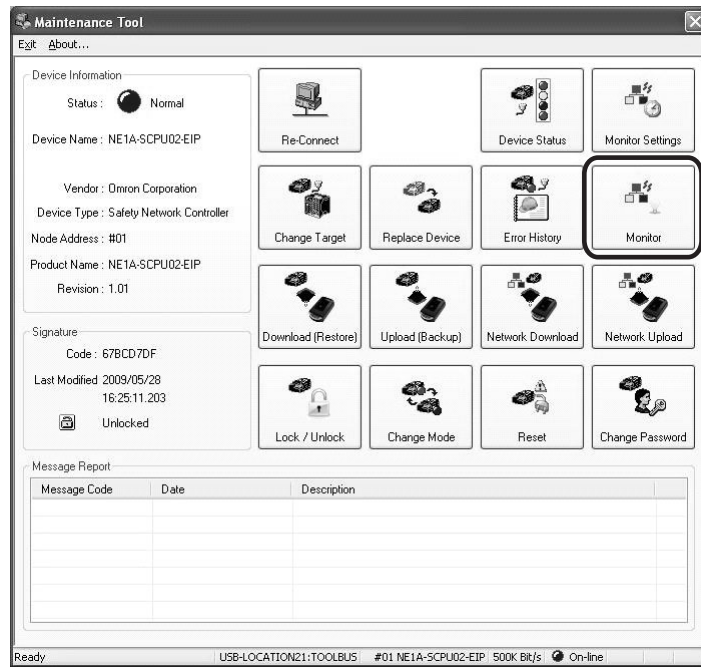 Maintenance Tool
Exit About...
Device Information
Status : Normal
Device Name : NE1A-SCPU02-EIP
Vendor : Omron Corporation
Device Type : Safety Network Controller
Node Address : #01
Product Name : NE1A-SCPU02-EIP
Revision : 1.01
Signature
Code : 67BCD7DF
Last Modified 2009/05/28
16:25:11.203
Unlocked
Re-Connect
Device Status
Monitor Settings
Change Target
Replace Device
Error History
Monitor
Download (Restore)
Upload (Backup)
Network Download
Network Upload
Lock / Unlock
Change Mode
Reset
Change Password
Message Report
Message Code Date Description
Ready USB-LOCATION21:TOOLBUS #01 NE1A-SCPU02-EIP 500K Bit/s On-line